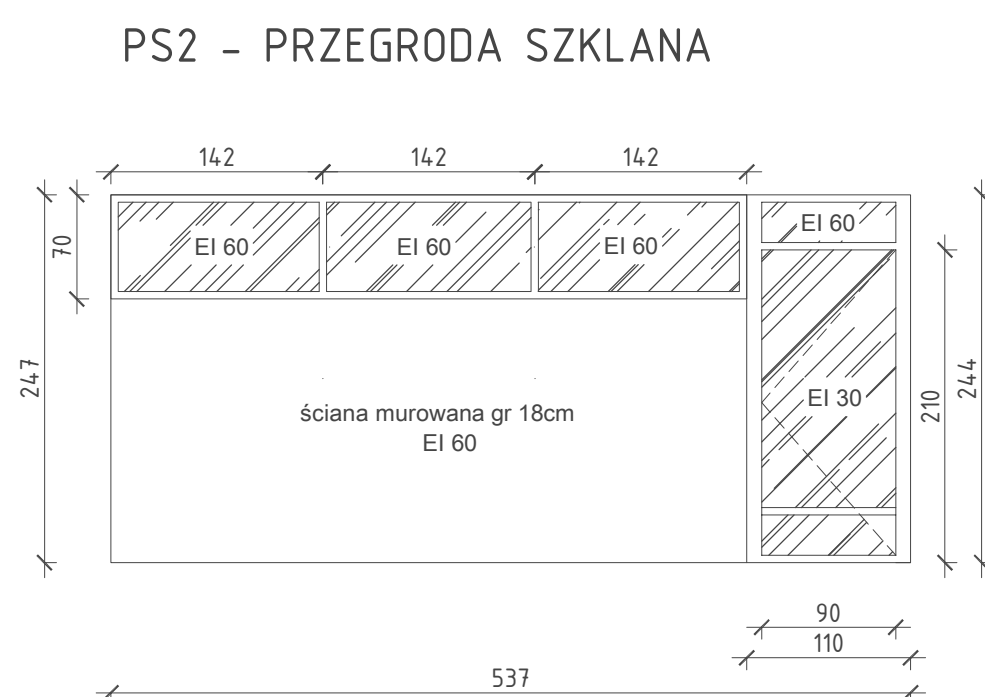 PS2 - PRZEGRODA SZKLANA
142 142 142
70
EI 60 EI 60 EI 60 EI 60
247
ściana murowana gr 18cm
EI 60
EI 30
210
244
90
110
537